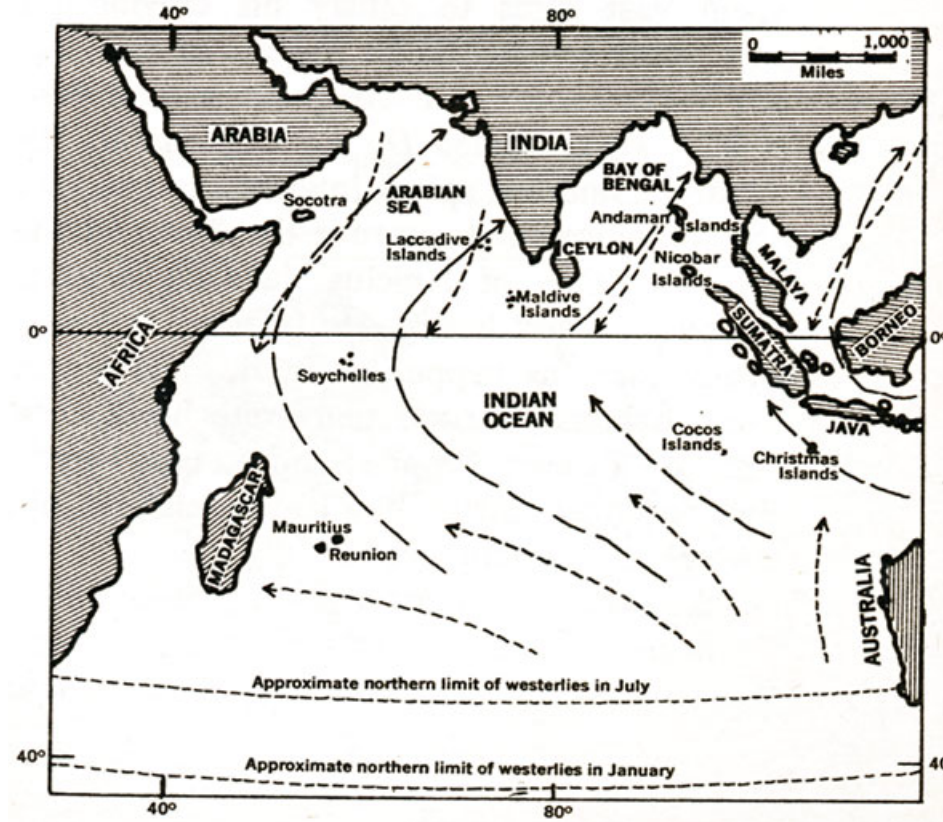 40°
80°
0
1,000
Miles
ARABIA
INDIA
BAY OF
BENGAL
ARABIAN
SEA
Socotra
Andaman
Islands
Laccadive
Islands
CEYLON
Nicobar
Islands
MALAYA
Maldive
Islands
0°
0°
SUMATRA
BORNEO
AFRICA
Seychelles
INDIAN
OCEAN
JAVA
Cocos
Islands
Christmas
Islands
MADAGASCAR
Mauritius
Reunion
AUSTRALIA
Approximate northern limit of westerlies in July
40°
40
Approximate northern limit of westerlies in January
40°
80°